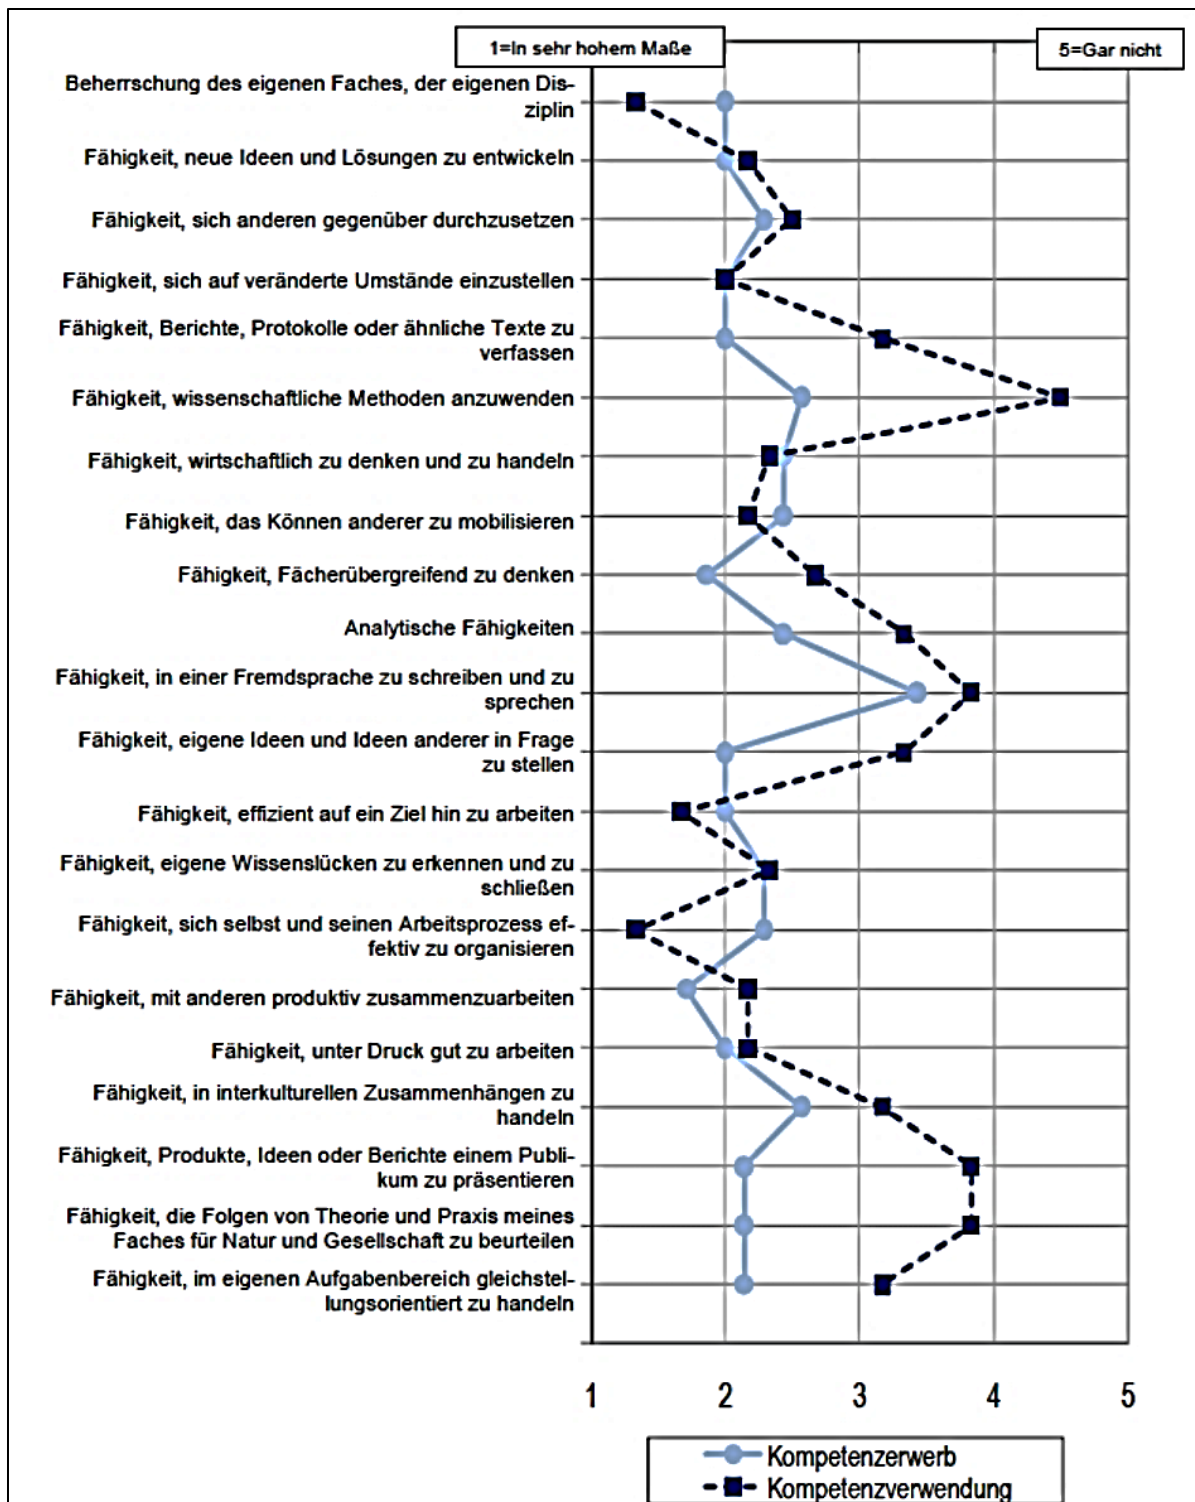 1=In sehr hohem Maße
5=Gar nicht
Beherrschung des eigenen Faches, der eigenen Dis-
ziplin
Fähigkeit, neue Ideen und Lösungen zu entwickeln
Fähigkeit, sich anderen gegenüber durchzusetzen
Fähigkeit, sich auf veränderte Umstände einzustellen
Fähigkeit, Berichte, Protokolle oder ähnliche Texte zu
verfassen
Fähigkeit, wissenschaftliche Methoden anzuwenden
Fähigkeit, wirtschaftlich zu denken und zu handeln
Fähigkeit, das Können anderer zu mobilisieren
Fähigkeit, Fächerübergreifend zu denken
Analytische Fähigkeiten
Fähigkeit, in einer Fremdsprache zu schreiben und zu
sprechen
Fähigkeit, eigene Ideen und Ideen anderer in Frage
zu stellen
Fähigkeit, effizient auf ein Ziel hin zu arbeiten
Fähigkeit, eigene Wissenslücken zu erkennen und zu
schließen
Fähigkeit, sich selbst und seinen Arbeitsprozess ef-
fektiv zu organisieren
Fähigkeit, mit anderen produktiv zusammenzuarbeiten
Fähigkeit, unter Druck gut zu arbeiten
Fähigkeit, in interkulturellen Zusammenhängen zu
handeln
Fähigkeit, Produkte, Ideen oder Berichte einem Publi-
kum zu präsentieren
Fähigkeit, die Folgen von Theorie und Praxis meines
Faches für Natur und Gesellschaft zu beurteilen
Fähigkeit, im eigenen Aufgabenbereich gleichstel-
lungsorientiert zu handeln
1 2 3 4 5
Kompetenzerwerb
Kompetenzverwendung